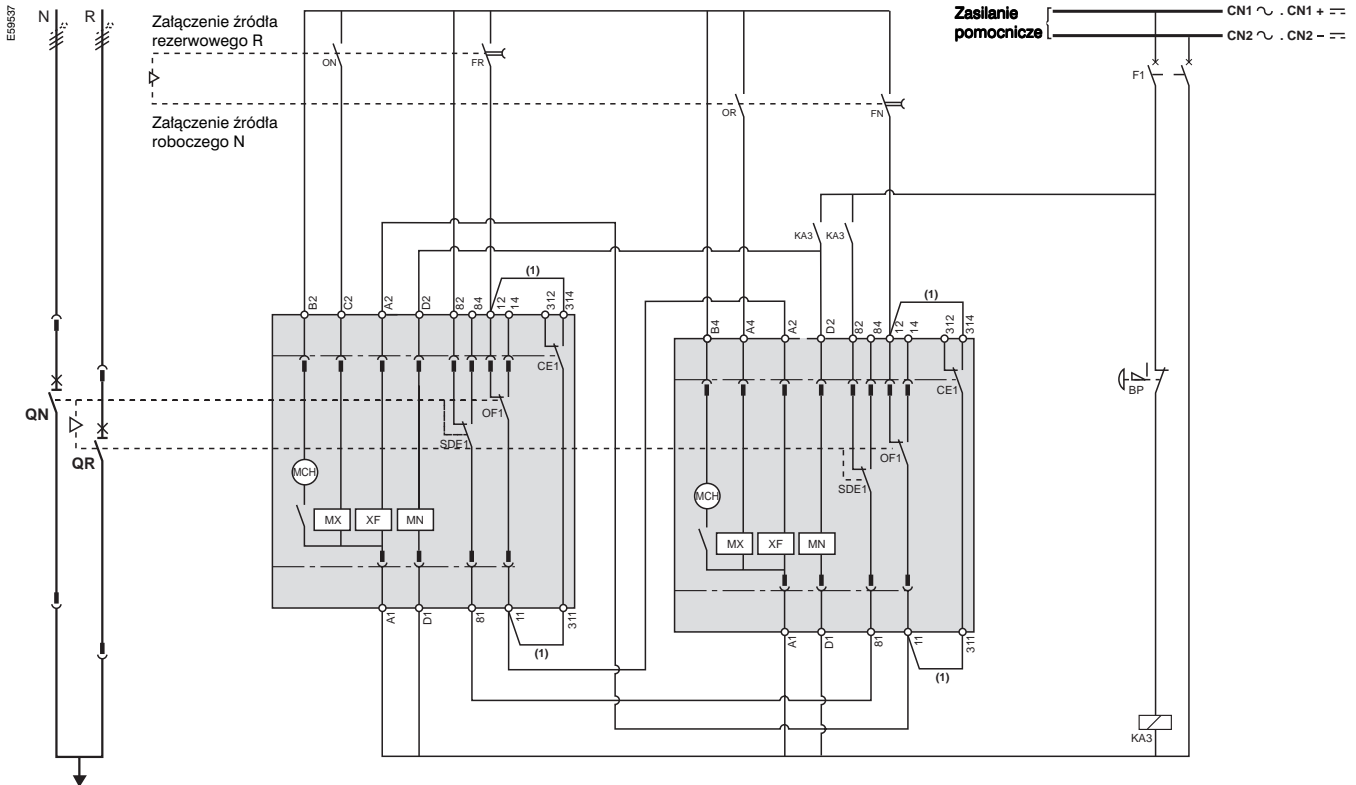 E59537
N R
Załączenie źródła
rezerwowego R
ON
FR
Załączenie źródła
roboczego N
OR
FN
Zasilanie
pomocnicze
CN1 ∿ . CN1 + ⎓
CN2 ∿ . CN2 – ⎓
F1
KA3 KA3
(1)
B2 C2 A2 D2 82 84 12 14 312 314
CE1
OF1
SDE1
MCH
MX XF MN
A1 D1 81 11 311
(1)
(1)
B4 A4 A2 D2 82 84 12 14 312 314
CE1
OF1
SDE1
MCH
MX XF MN
A1 D1 81 11 311
(1)
QN
QR
BP
KA3